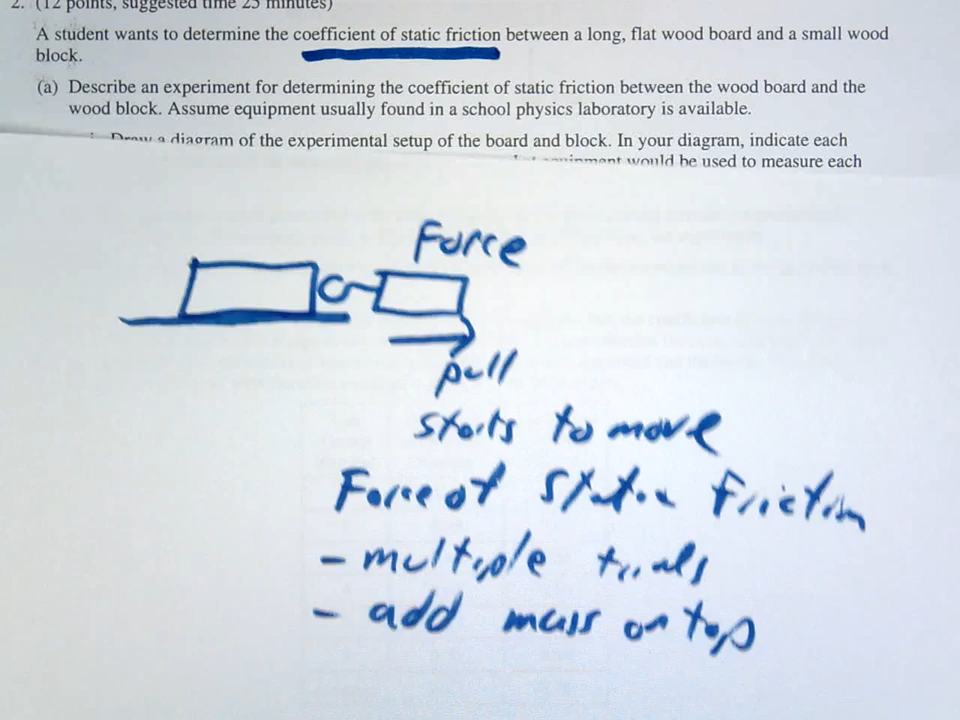 2. (12 points, suggested time 25 minutes)
A student wants to determine the coefficient of static friction between a long, flat wood board and a small wood
block.
(a) Describe an experiment for determining the coefficient of static friction between the wood board and the
wood block. Assume equipment usually found in a school physics laboratory is available.
i. Draw a diagram of the experimental setup of the board and block. In your diagram, indicate each
equipment would be used to measure each
Force
pull
starts to move
Force of Static Friction
- multiple trials
- add mass on top